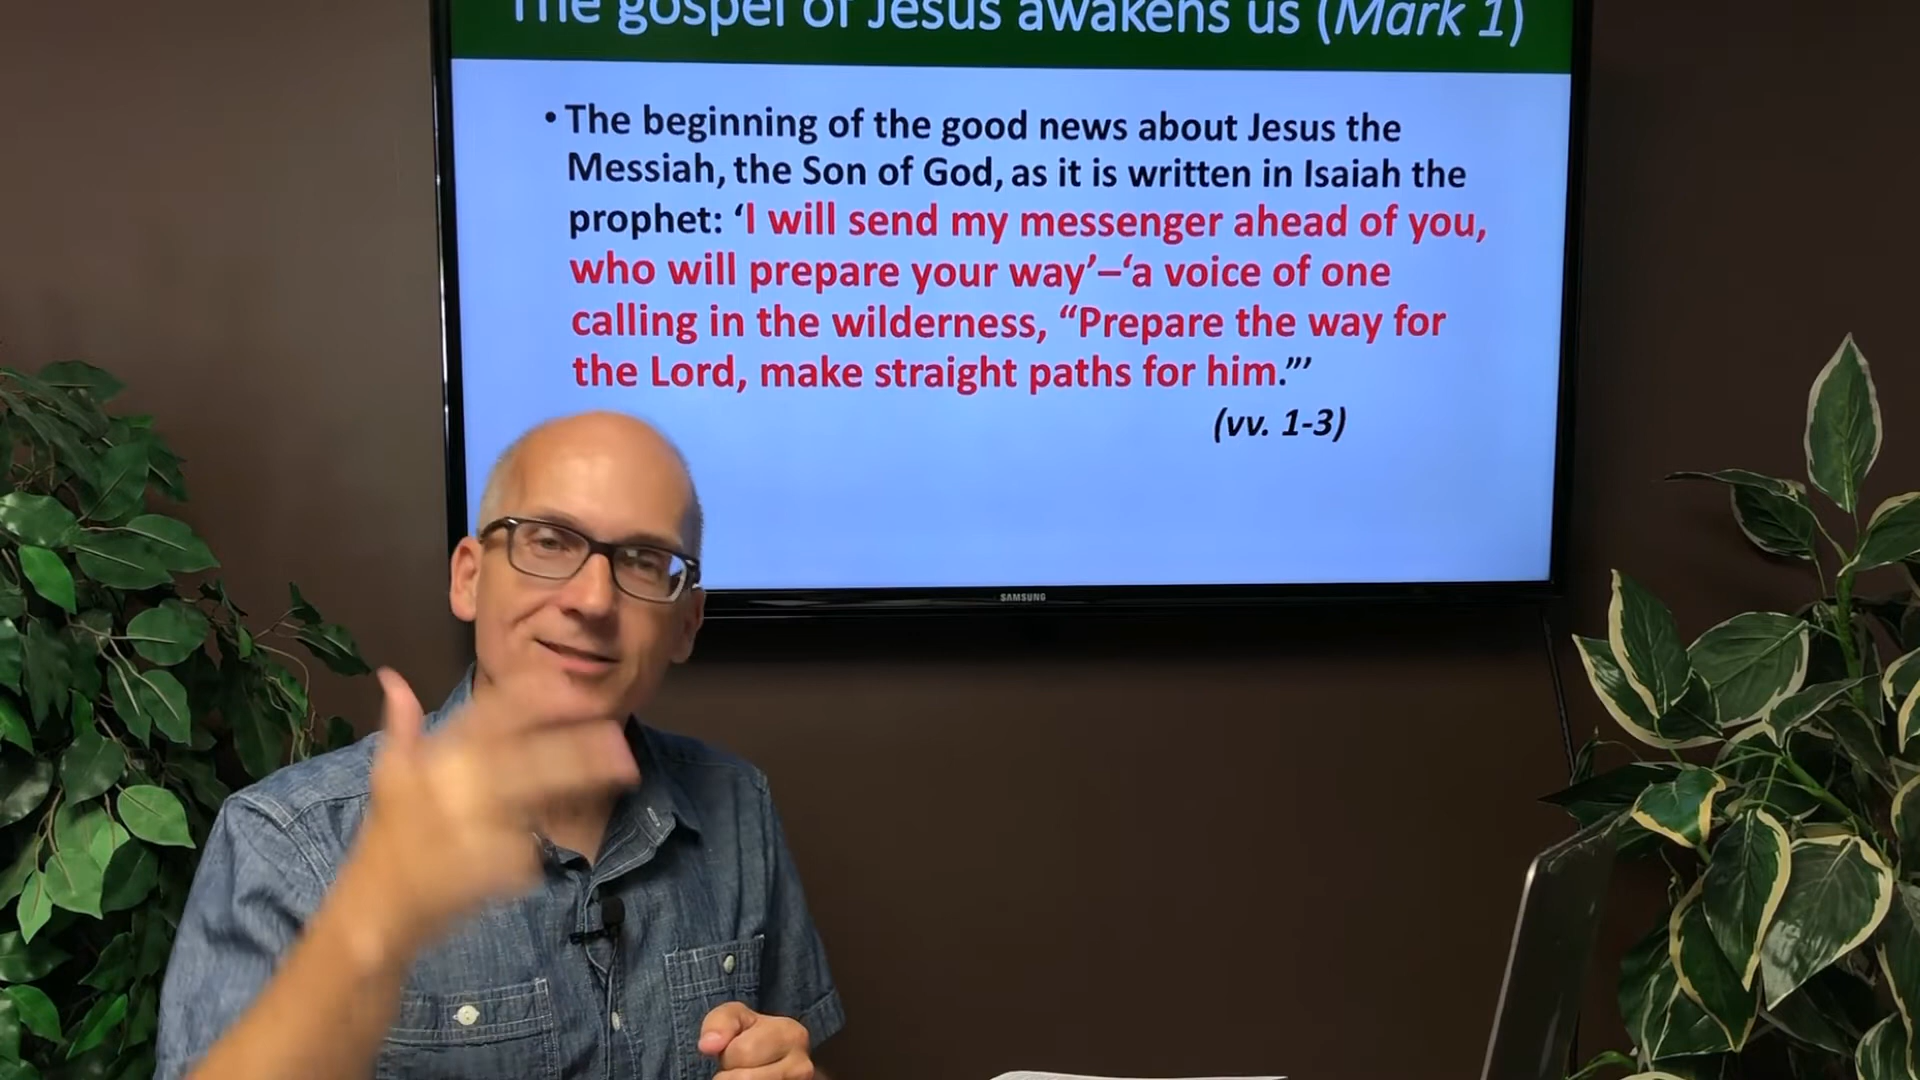 The gospel of Jesus awakens us (Mark 1)
• The beginning of the good news about Jesus the
Messiah, the Son of God, as it is written in Isaiah the
prophet: ‘I will send my messenger ahead of you,
who will prepare your way’–‘a voice of one
calling in the wilderness, “Prepare the way for
the Lord, make straight paths for him.”’
(vv. 1-3)
SAMSUNG